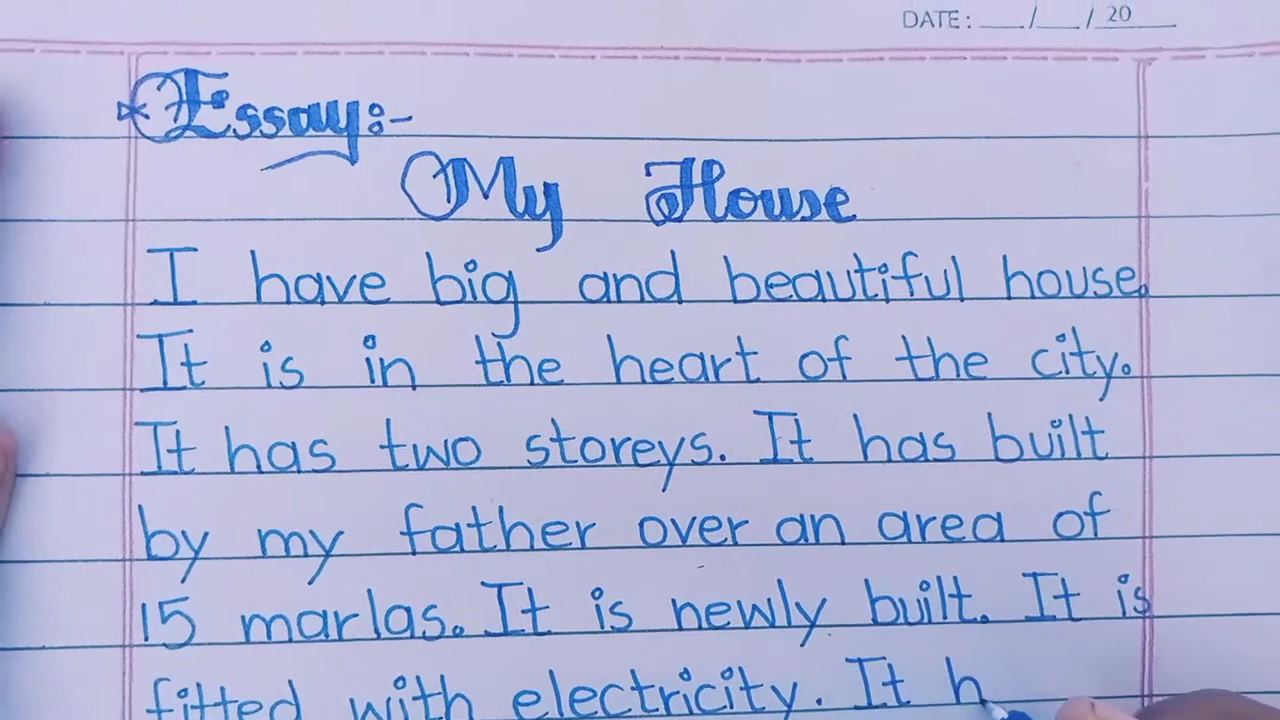 DATE: ___/___/20___
Essay:-
My House
I have big and beautiful house.
It is in the heart of the city.
It has two storeys. It has built
by my father over an area of
15 marlas. It is newly built. It is
fitted with electricity. It h